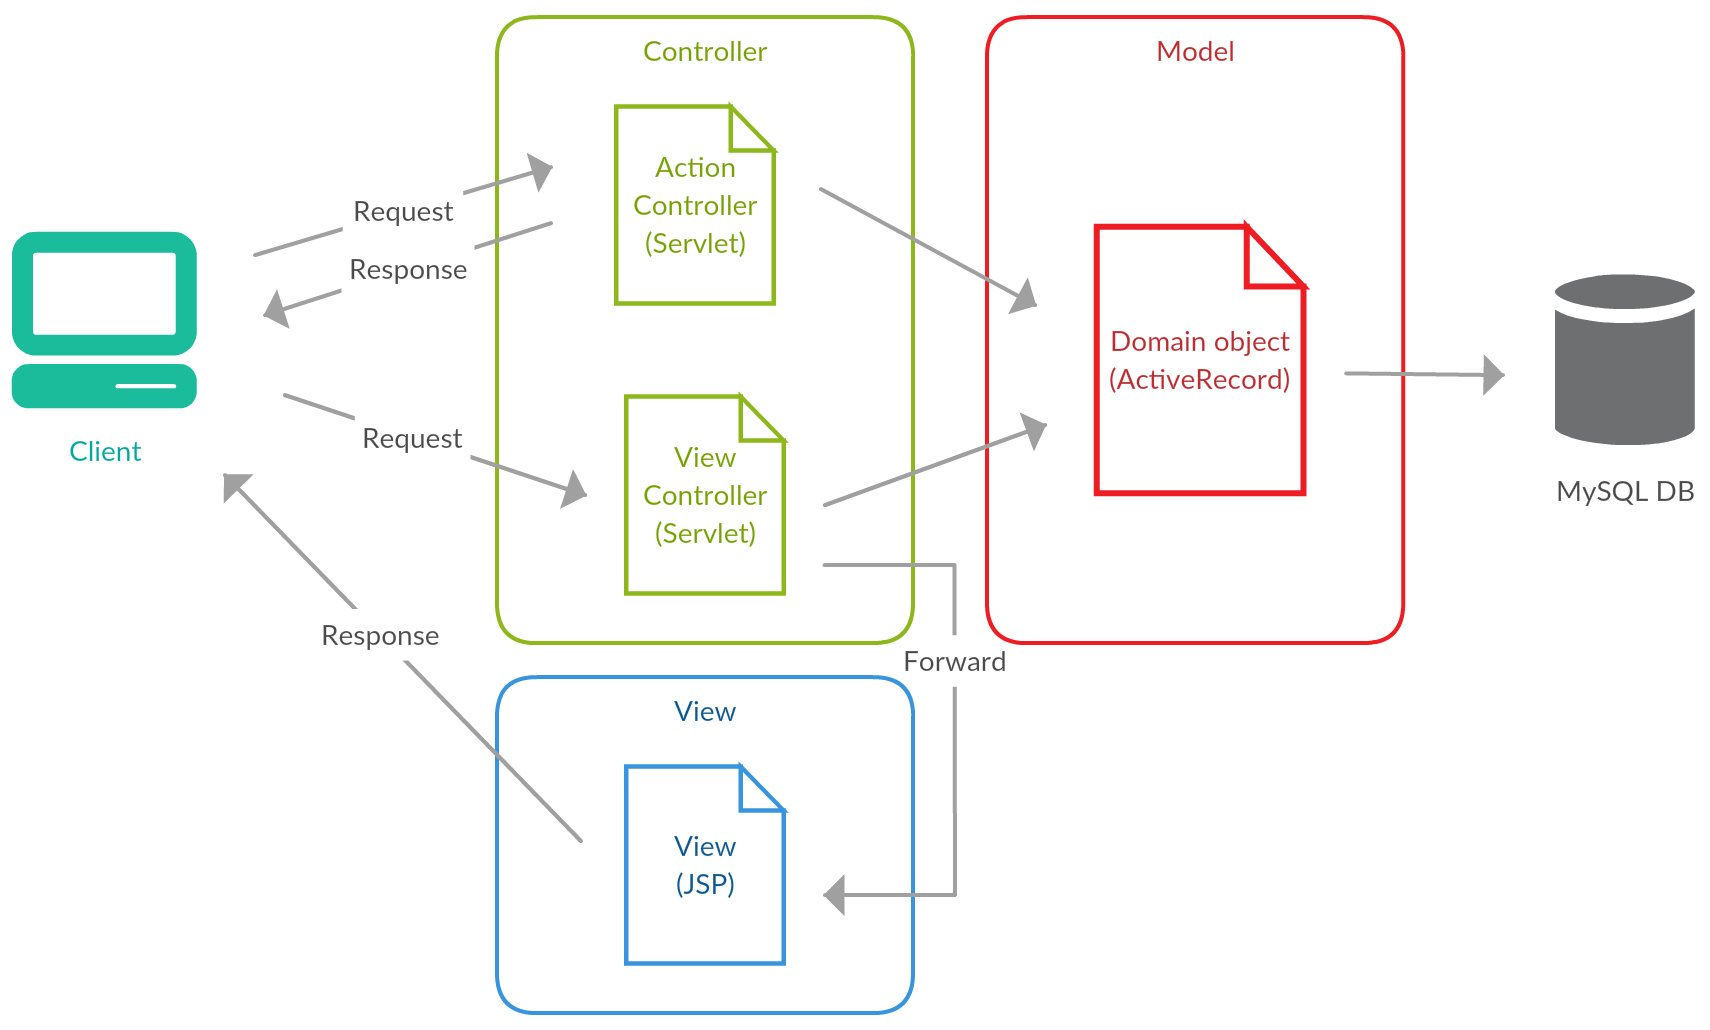 Controller
Model
Action
Controller
(Servlet)
Request
Response
Domain object
(ActiveRecord)
Client
Request
View
Controller
(Servlet)
MySQL DB
Response
Forward
View
View
(JSP)